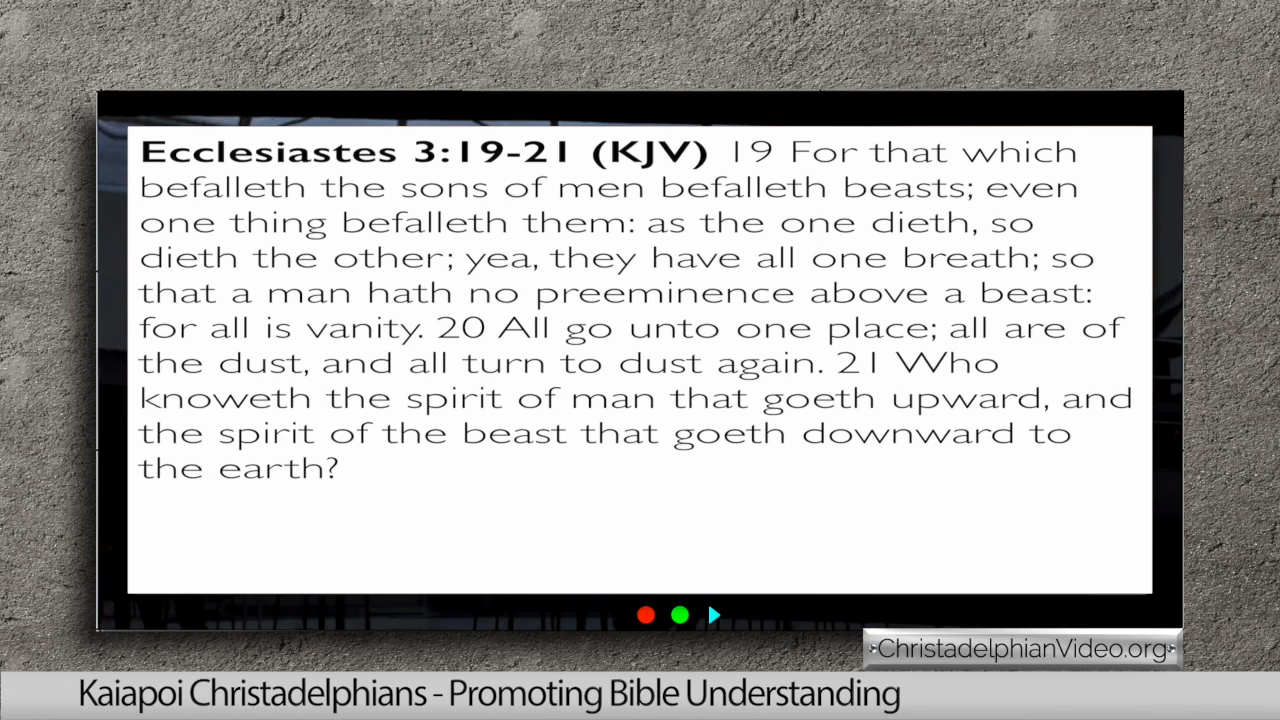 Ecclesiastes 3:19-21 (KJV) 19 For that which
befalleth the sons of men befalleth beasts; even
one thing befalleth them: as the one dieth, so
dieth the other; yea, they have all one breath; so
that a man hath no preeminence above a beast:
for all is vanity. 20 All go unto one place; all are of
the dust, and all turn to dust again. 21 Who
knoweth the spirit of man that goeth upward, and
the spirit of the beast that goeth downward to
the earth?
ChristadelphianVideo.org
Kaiapoi Christadelphians - Promoting Bible Understanding